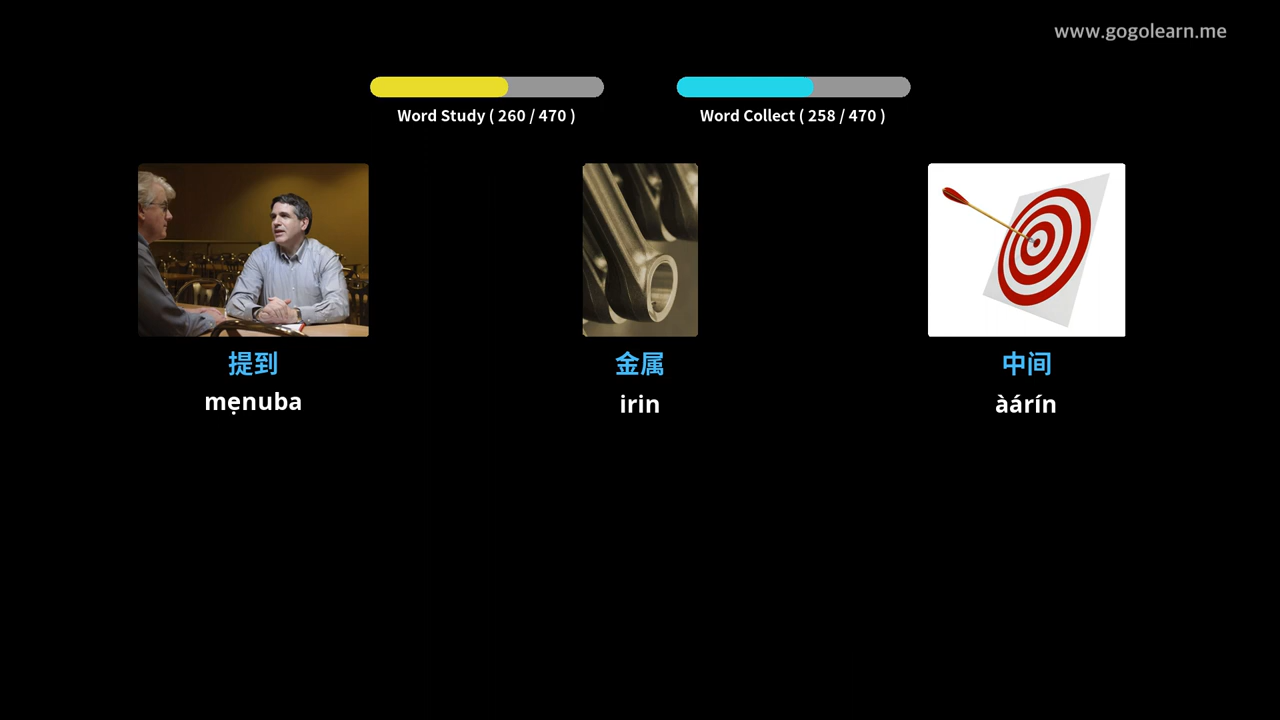 www.gogolearn.me
Word Study ( 260 / 470 )
Word Collect ( 258 / 470 )
提到
金属
中间
mẹnuba
irin
àárín